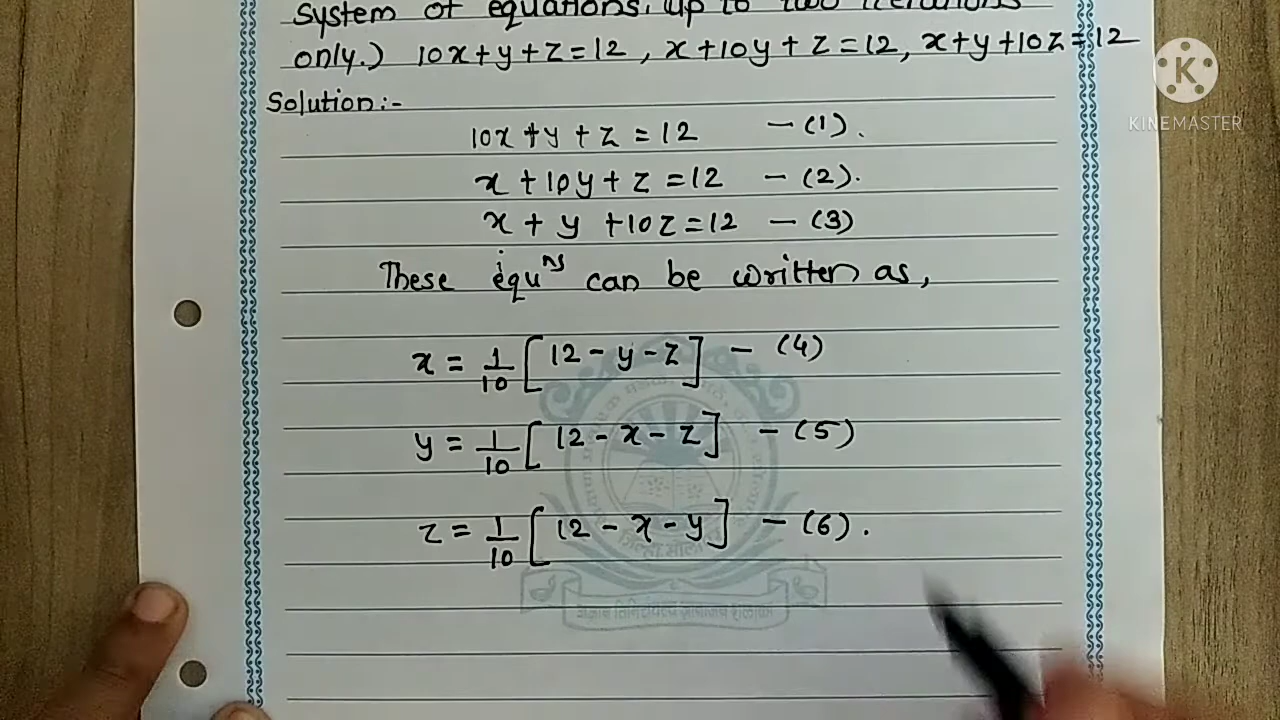 System of equations, up to two iterations
only.) 10x+y+z=12, x+10y+z=12, x+y+10z=12
K
KINEMASTER
Solution:-
10x+y+z=12 —(1).
x+10y+z=12 —(2).
x+y+10z=12 —(3)
These equⁿˢ can be written as,
x = 1/10 [12-y-z] — (4)
y = 1/10 [12-x-z] — (5)
z = 1/10 [12-x-y] — (6).